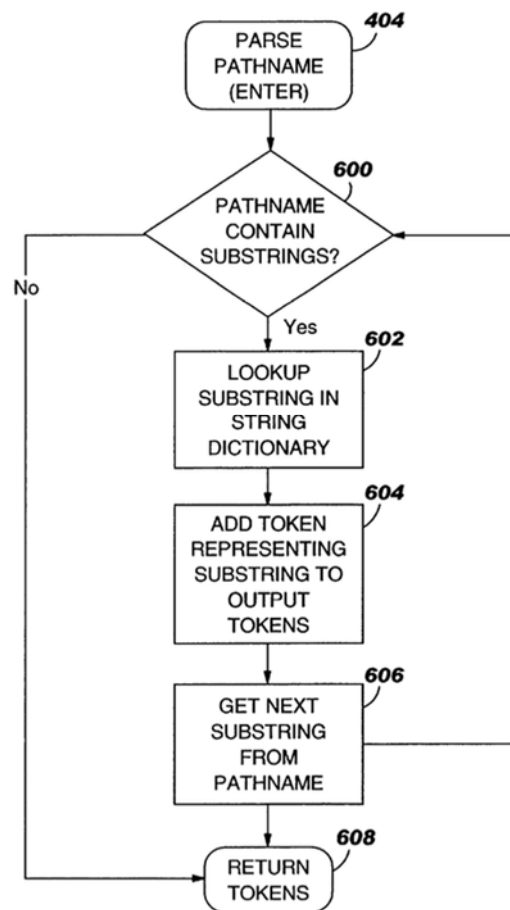 404
PARSE
PATHNAME
(ENTER)
600
PATHNAME
CONTAIN
SUBSTRINGS?
No
Yes
602
LOOKUP
SUBSTRING IN
STRING
DICTIONARY
604
ADD TOKEN
REPRESENTING
SUBSTRING TO
OUTPUT
TOKENS
606
GET NEXT
SUBSTRING
FROM
PATHNAME
608
RETURN
TOKENS